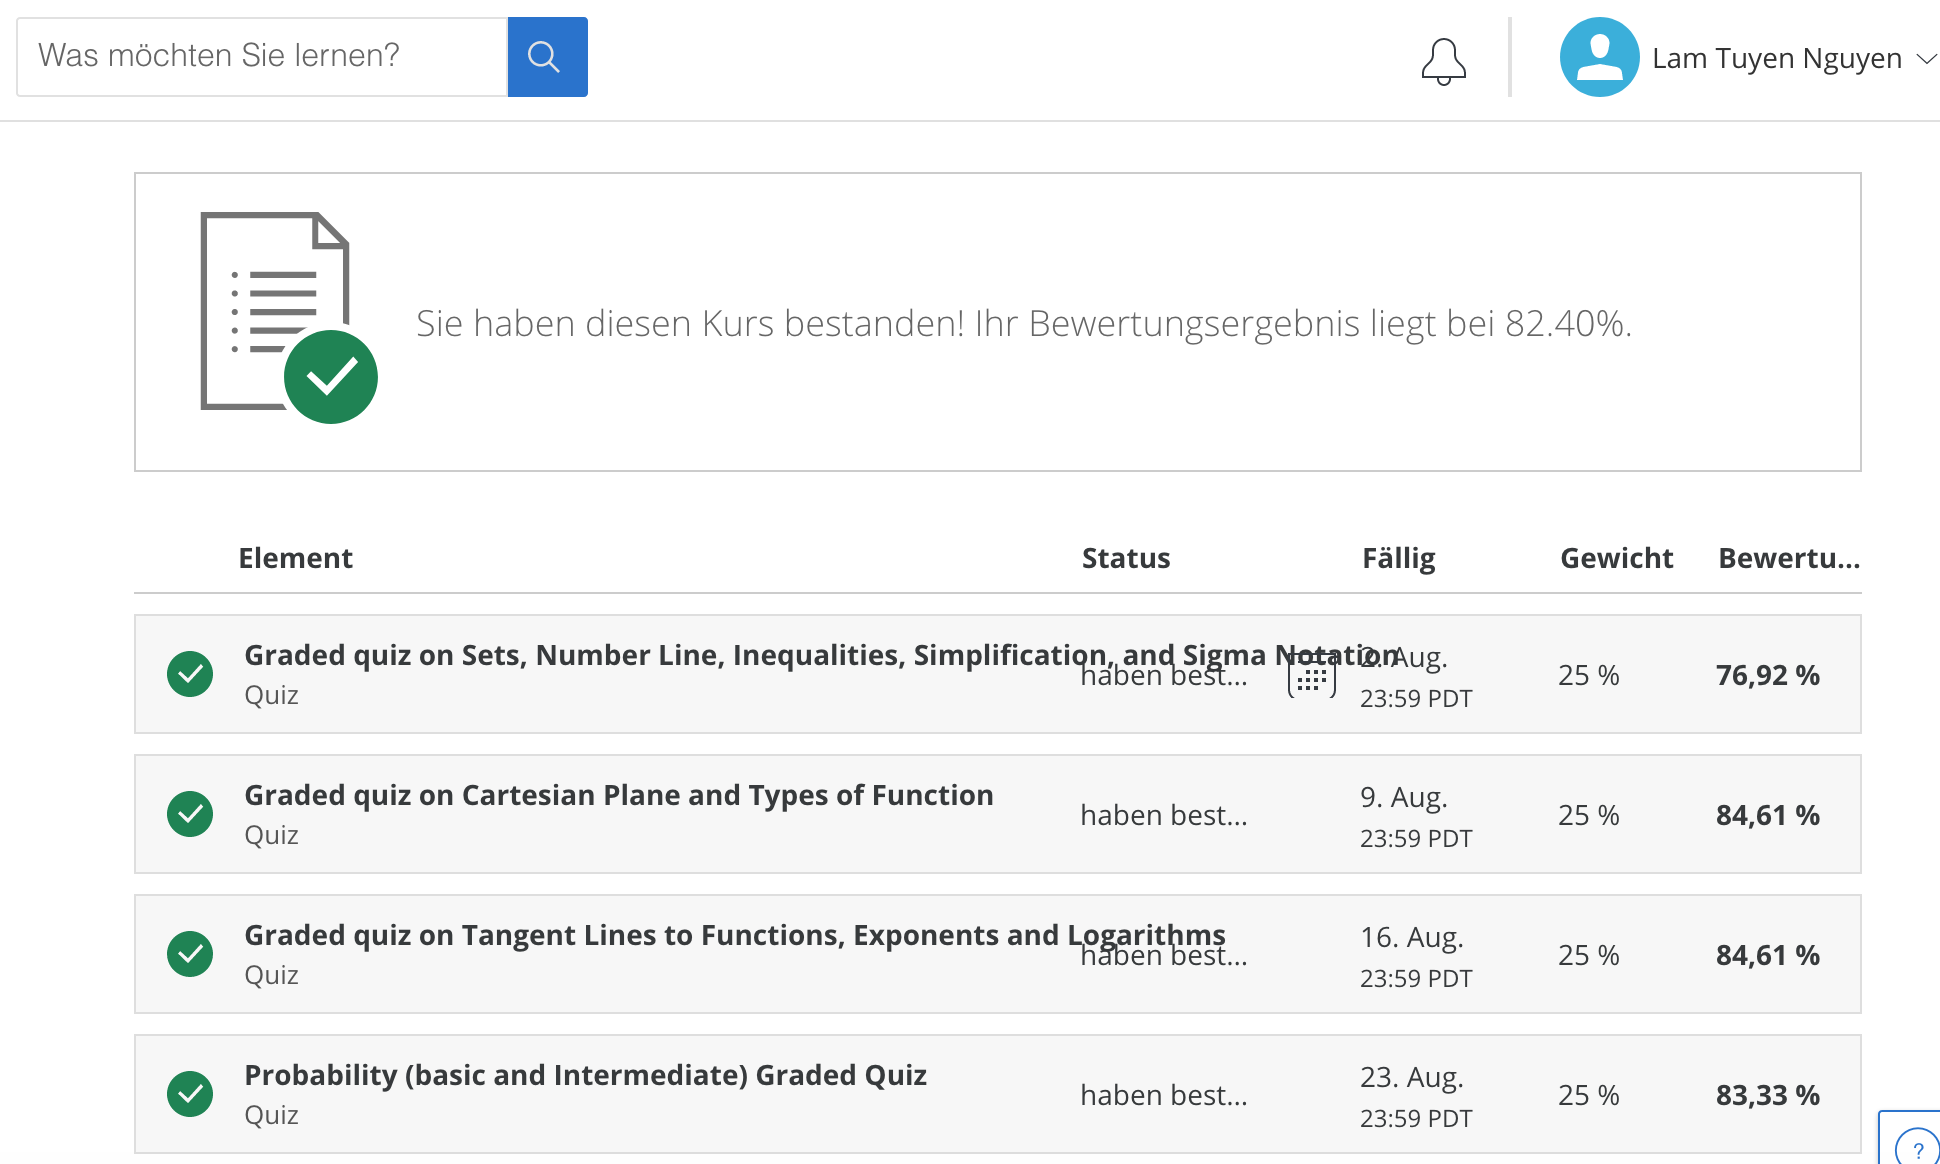 Was möchten Sie lernen?
Lam Tuyen Nguyen
Sie haben diesen Kurs bestanden! Ihr Bewertungsergebnis liegt bei 82.40%.
Element Status Fällig Gewicht Bewertu...
Graded quiz on Sets, Number Line, Inequalities, Simplification, and Sigma Notation
Quiz
haben best...
2. Aug.
23:59 PDT
25 %
76,92 %
Graded quiz on Cartesian Plane and Types of Function
Quiz
haben best...
9. Aug.
23:59 PDT
25 %
84,61 %
Graded quiz on Tangent Lines to Functions, Exponents and Logarithms
Quiz
haben best...
16. Aug.
23:59 PDT
25 %
84,61 %
Probability (basic and Intermediate) Graded Quiz
Quiz
haben best...
23. Aug.
23:59 PDT
25 %
83,33 %
?